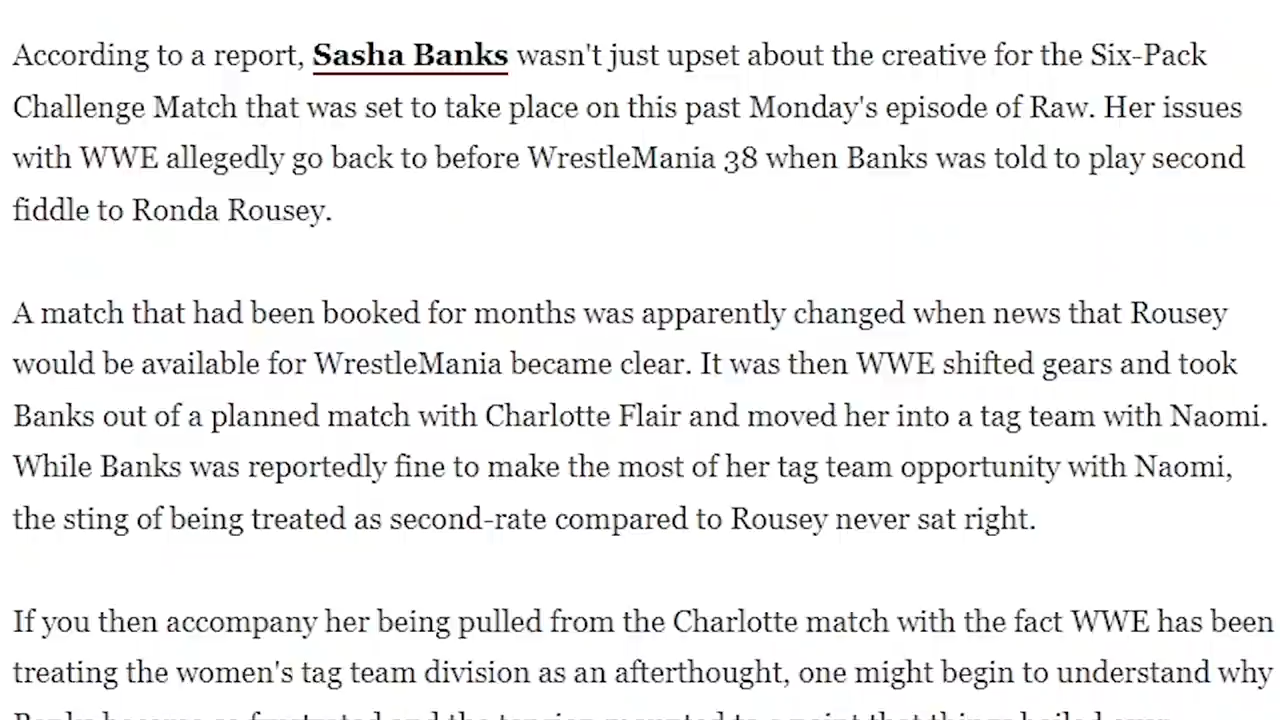 According to a report, Sasha Banks wasn't just upset about the creative for the Six-Pack
Challenge Match that was set to take place on this past Monday's episode of Raw. Her issues
with WWE allegedly go back to before WrestleMania 38 when Banks was told to play second
fiddle to Ronda Rousey.
A match that had been booked for months was apparently changed when news that Rousey
would be available for WrestleMania became clear. It was then WWE shifted gears and took
Banks out of a planned match with Charlotte Flair and moved her into a tag team with Naomi.
While Banks was reportedly fine to make the most of her tag team opportunity with Naomi,
the sting of being treated as second-rate compared to Rousey never sat right.
If you then accompany her being pulled from the Charlotte match with the fact WWE has been
treating the women's tag team division as an afterthought, one might begin to understand why